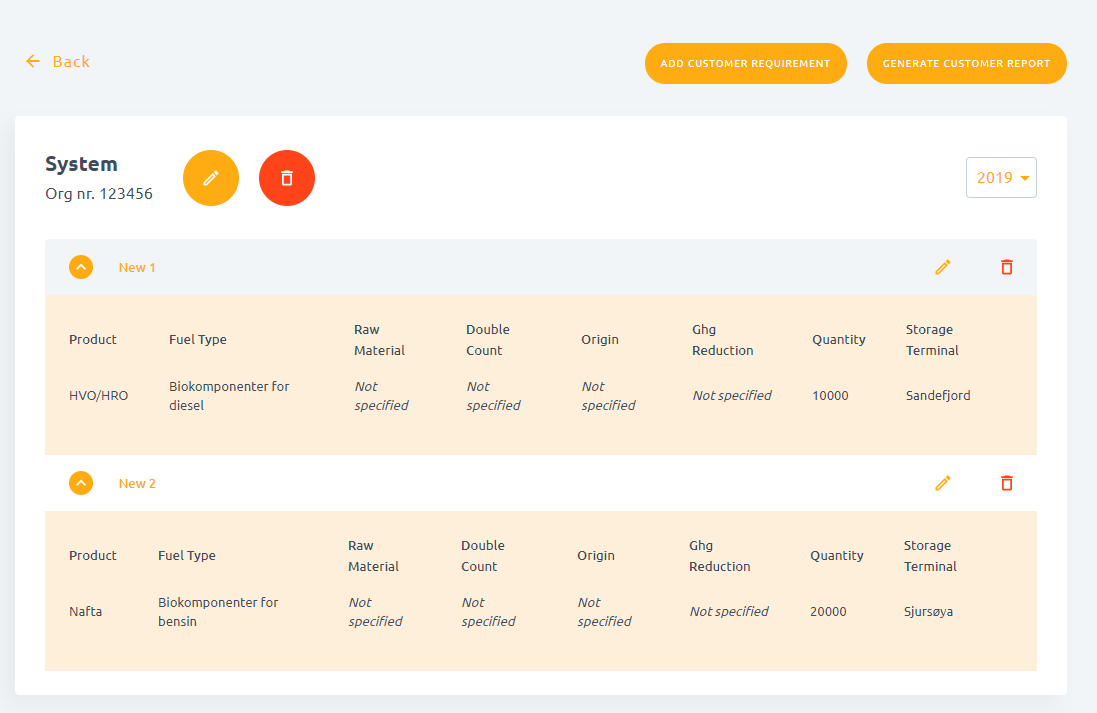 Back
ADD CUSTOMER REQUIREMENT
GENERATE CUSTOMER REPORT
System
Org nr. 123456
2019
New 1
Product Fuel Type Raw Material Double Count Origin Ghg Reduction Quantity Storage Terminal
HVO/HRO Biokomponenter for diesel Not specified Not specified Not specified Not specified 10000 Sandefjord
New 2
Product Fuel Type Raw Material Double Count Origin Ghg Reduction Quantity Storage Terminal
Nafta Biokomponenter for bensin Not specified Not specified Not specified Not specified 20000 Sjursøya